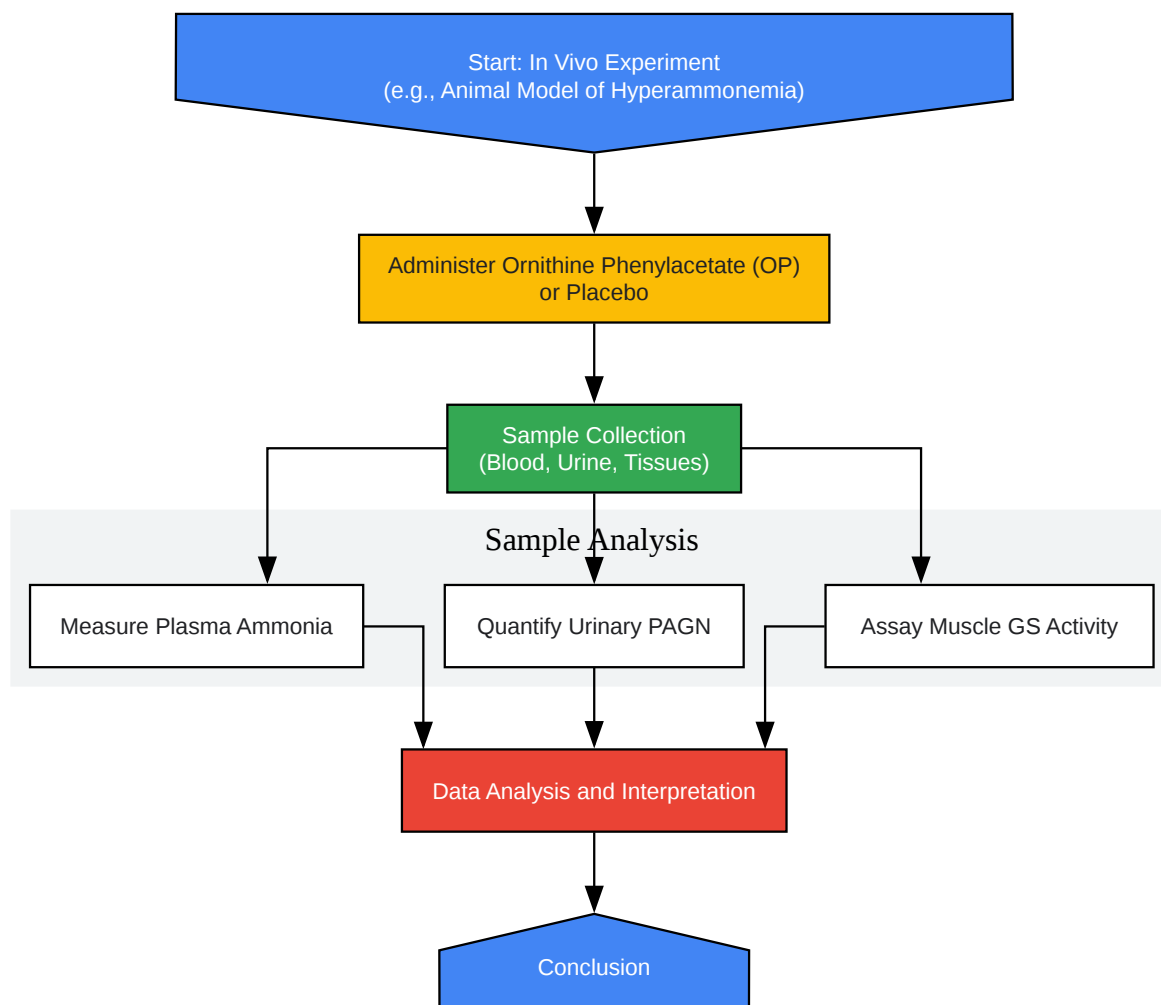 Start: In Vivo Experiment
(e.g., Animal Model of Hyperammonemia)
Administer Ornithine Phenylacetate (OP)
or Placebo
Sample Collection
(Blood, Urine, Tissues)
Sample Analysis
Measure Plasma Ammonia
Quantify Urinary PAGN
Assay Muscle GS Activity
Data Analysis and Interpretation
Conclusion